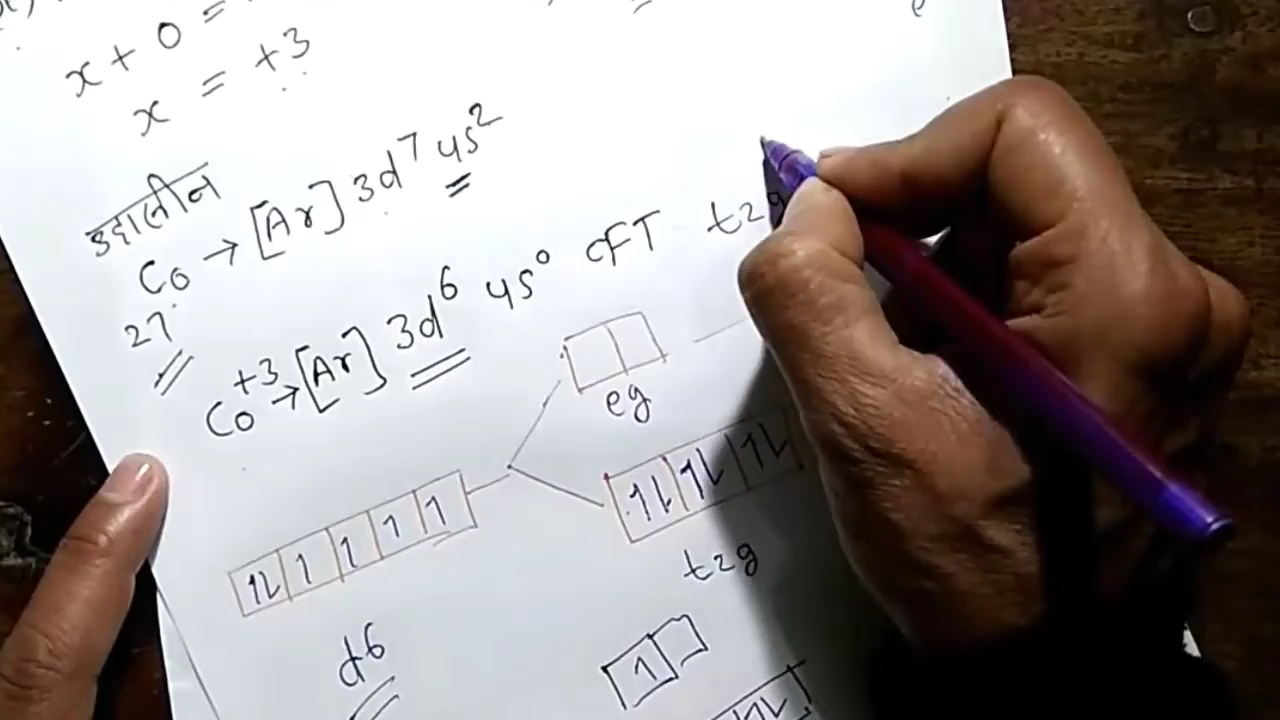 x + 0 =
x = +3
उदासीन
Co → [Ar] 3d⁷ 4s²
27
Co⁺³ → [Ar] 3d⁶ 4s⁰ CFT t2g
eg
1L 1L 1L
1L 1 1 1 1
t2g
d6
1
1L